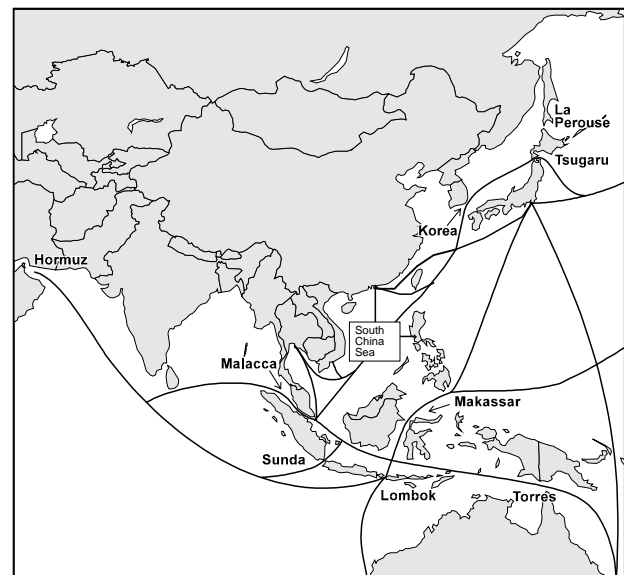 La
Perouse
Tsugaru
Korea
Hormuz
South
China
Sea
Malacca
Makassar
Sunda
Lombok
Torres